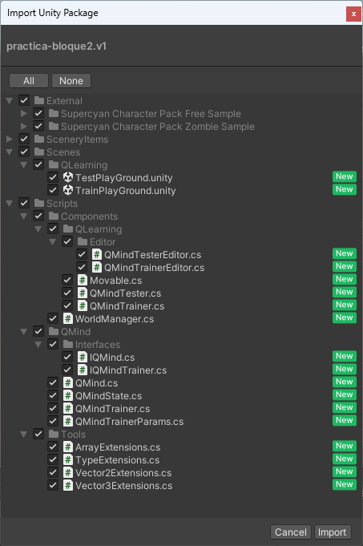 Import Unity Package
practica-bloque2.v1
All None
External
Supercyan Character Pack Free Sample
Supercyan Character Pack Zombie Sample
SceneryItems
Scenes
QLearning
TestPlayGround.unity New
TrainPlayGround.unity New
Scripts
Components
QLearning
Editor
QMindTesterEditor.cs New
QMindTrainerEditor.cs New
Movable.cs New
QMindTester.cs New
QMindTrainer.cs New
WorldManager.cs New
QMind
Interfaces
IQMind.cs New
IQMindTrainer.cs New
QMind.cs New
QMindState.cs New
QMindTrainer.cs New
QMindTrainerParams.cs New
Tools
ArrayExtensions.cs New
TypeExtensions.cs New
Vector2Extensions.cs New
Vector3Extensions.cs New
Cancel Import